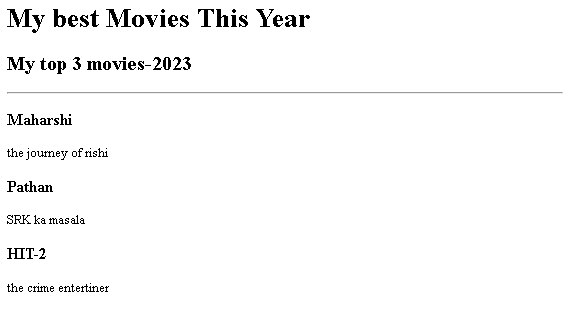 My best Movies This Year
My top 3 movies-2023
Maharshi
the journey of rishi
Pathan
SRK ka masala
HIT-2
the crime entertiner